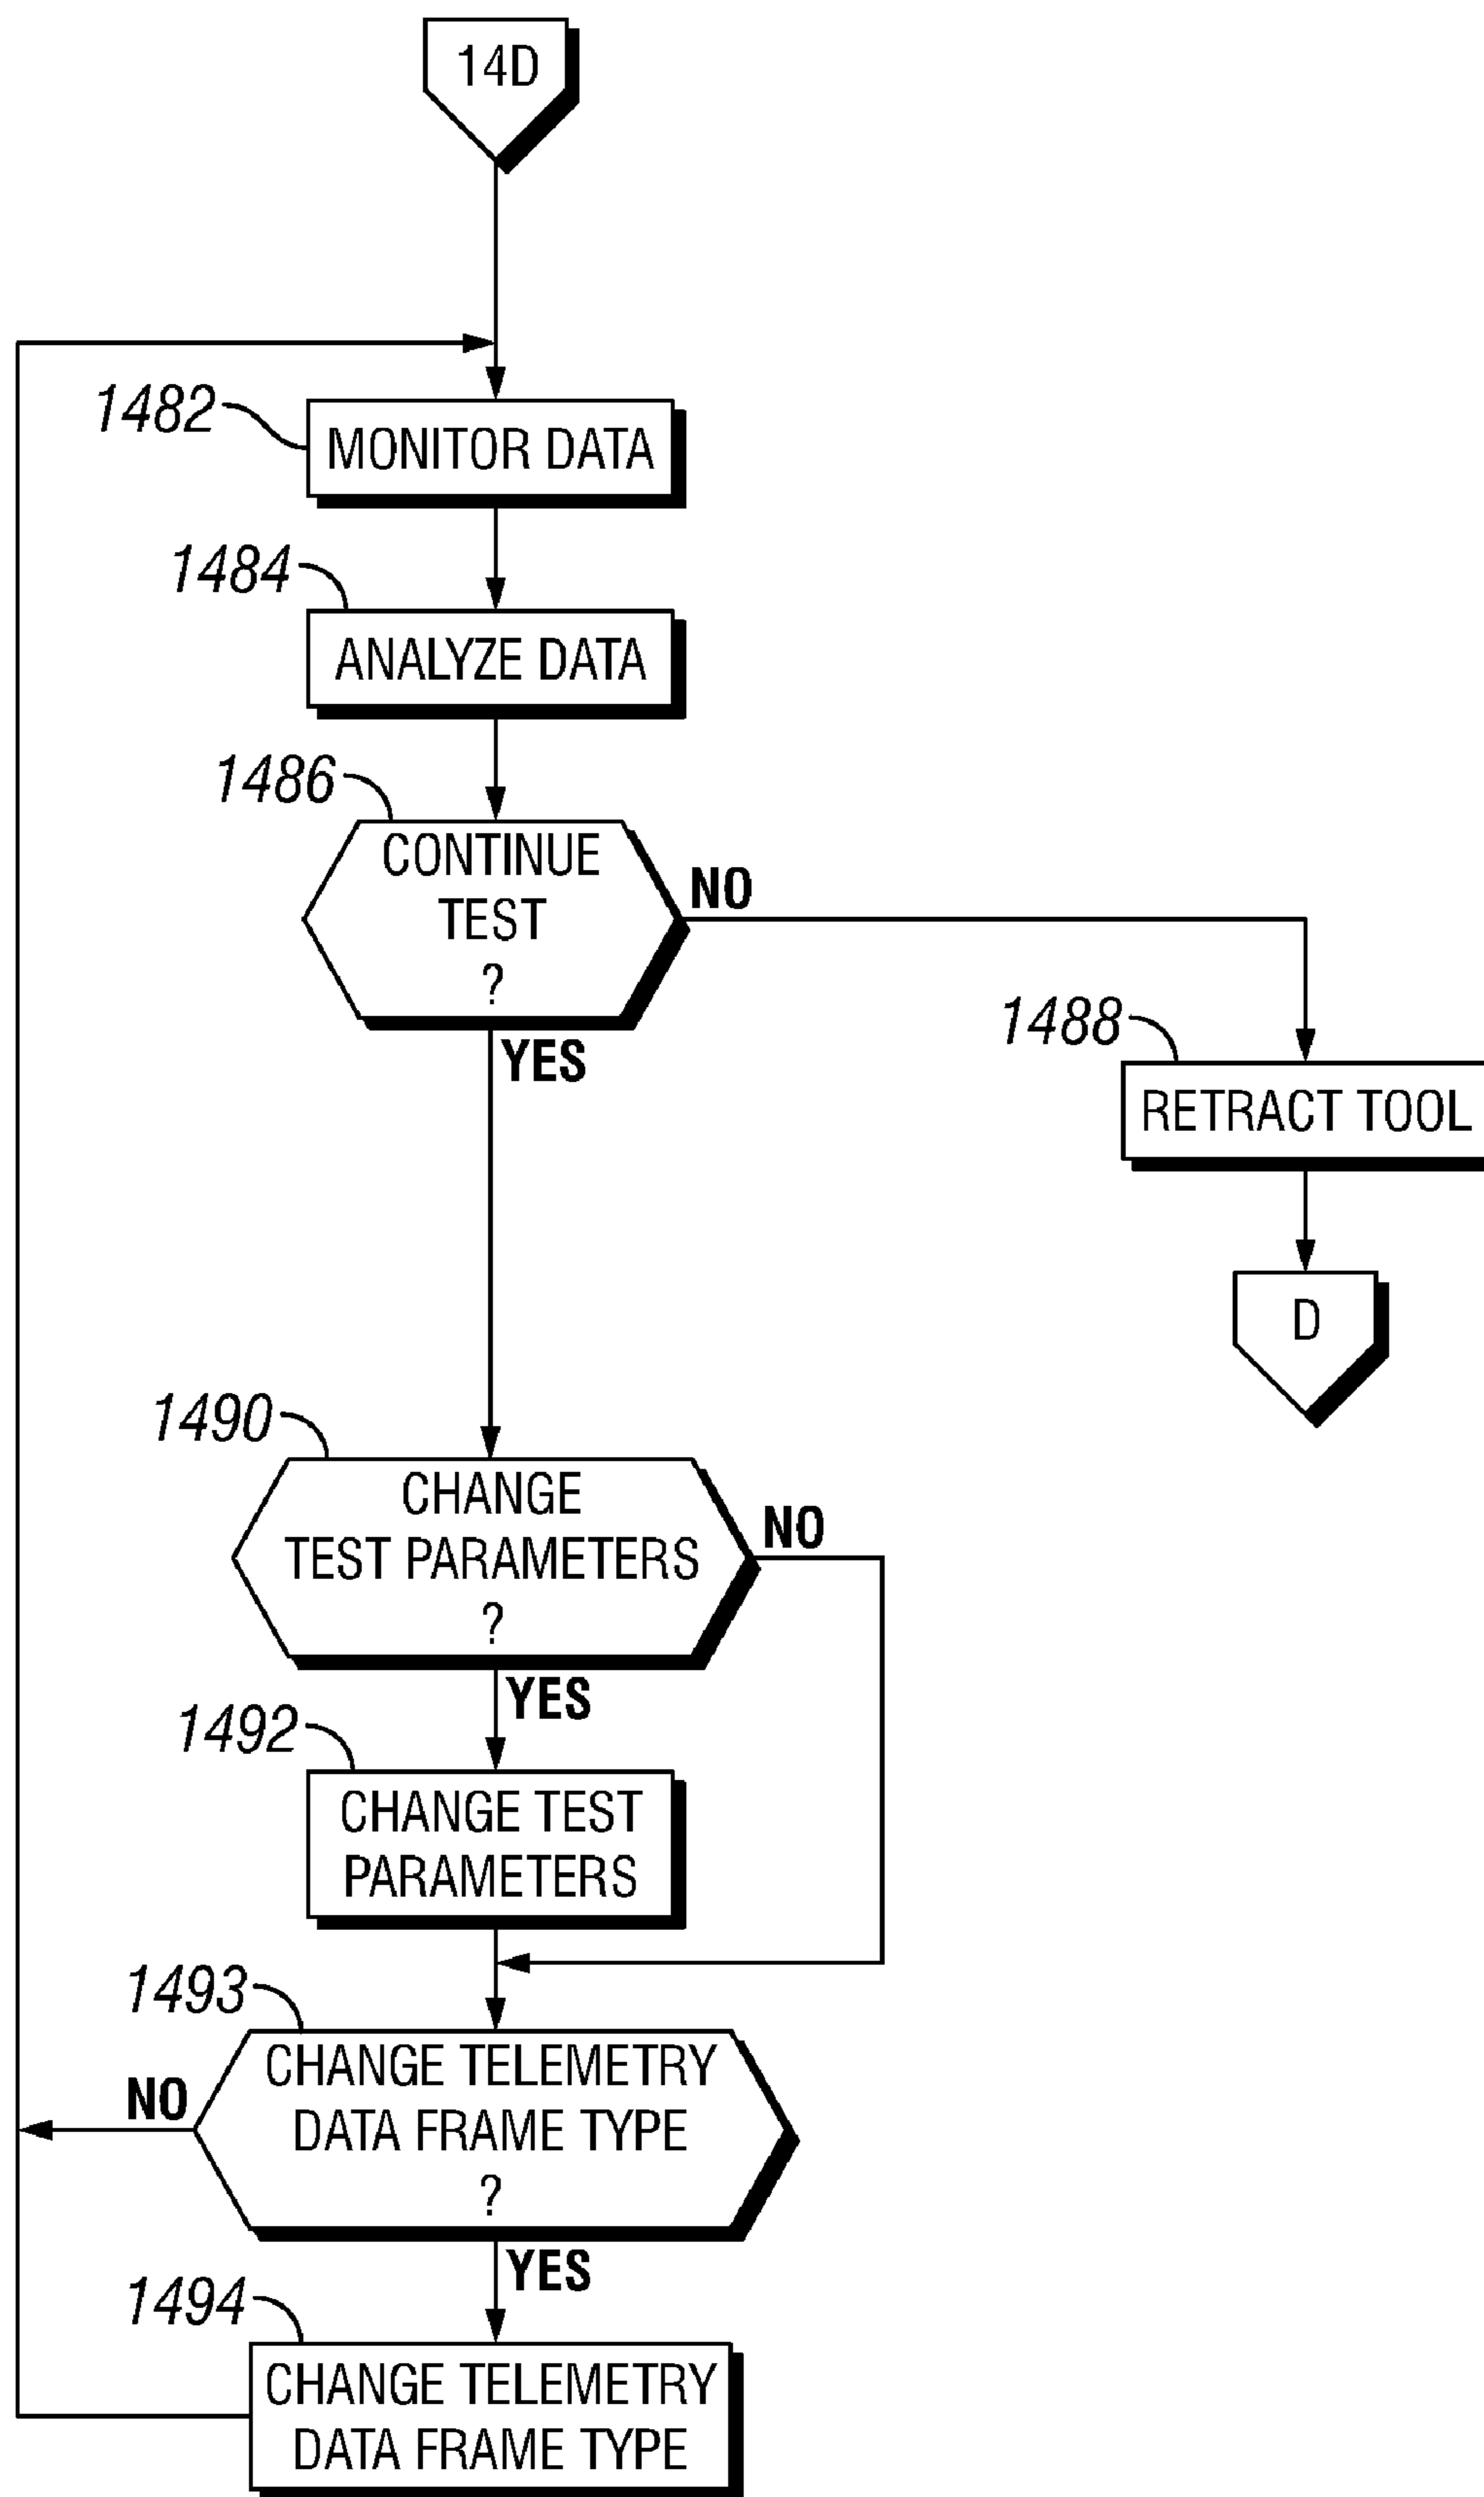 14D
1482
MONITOR DATA
1484
ANALYZE DATA
1486
CONTINUE
TEST
?
NO
YES
1488
RETRACT TOOL
D
1490
CHANGE
TEST PARAMETERS
?
NO
YES
1492
CHANGE TEST
PARAMETERS
1493
CHANGE TELEMETRY
DATA FRAME TYPE
?
NO
YES
1494
CHANGE TELEMETRY
DATA FRAME TYPE